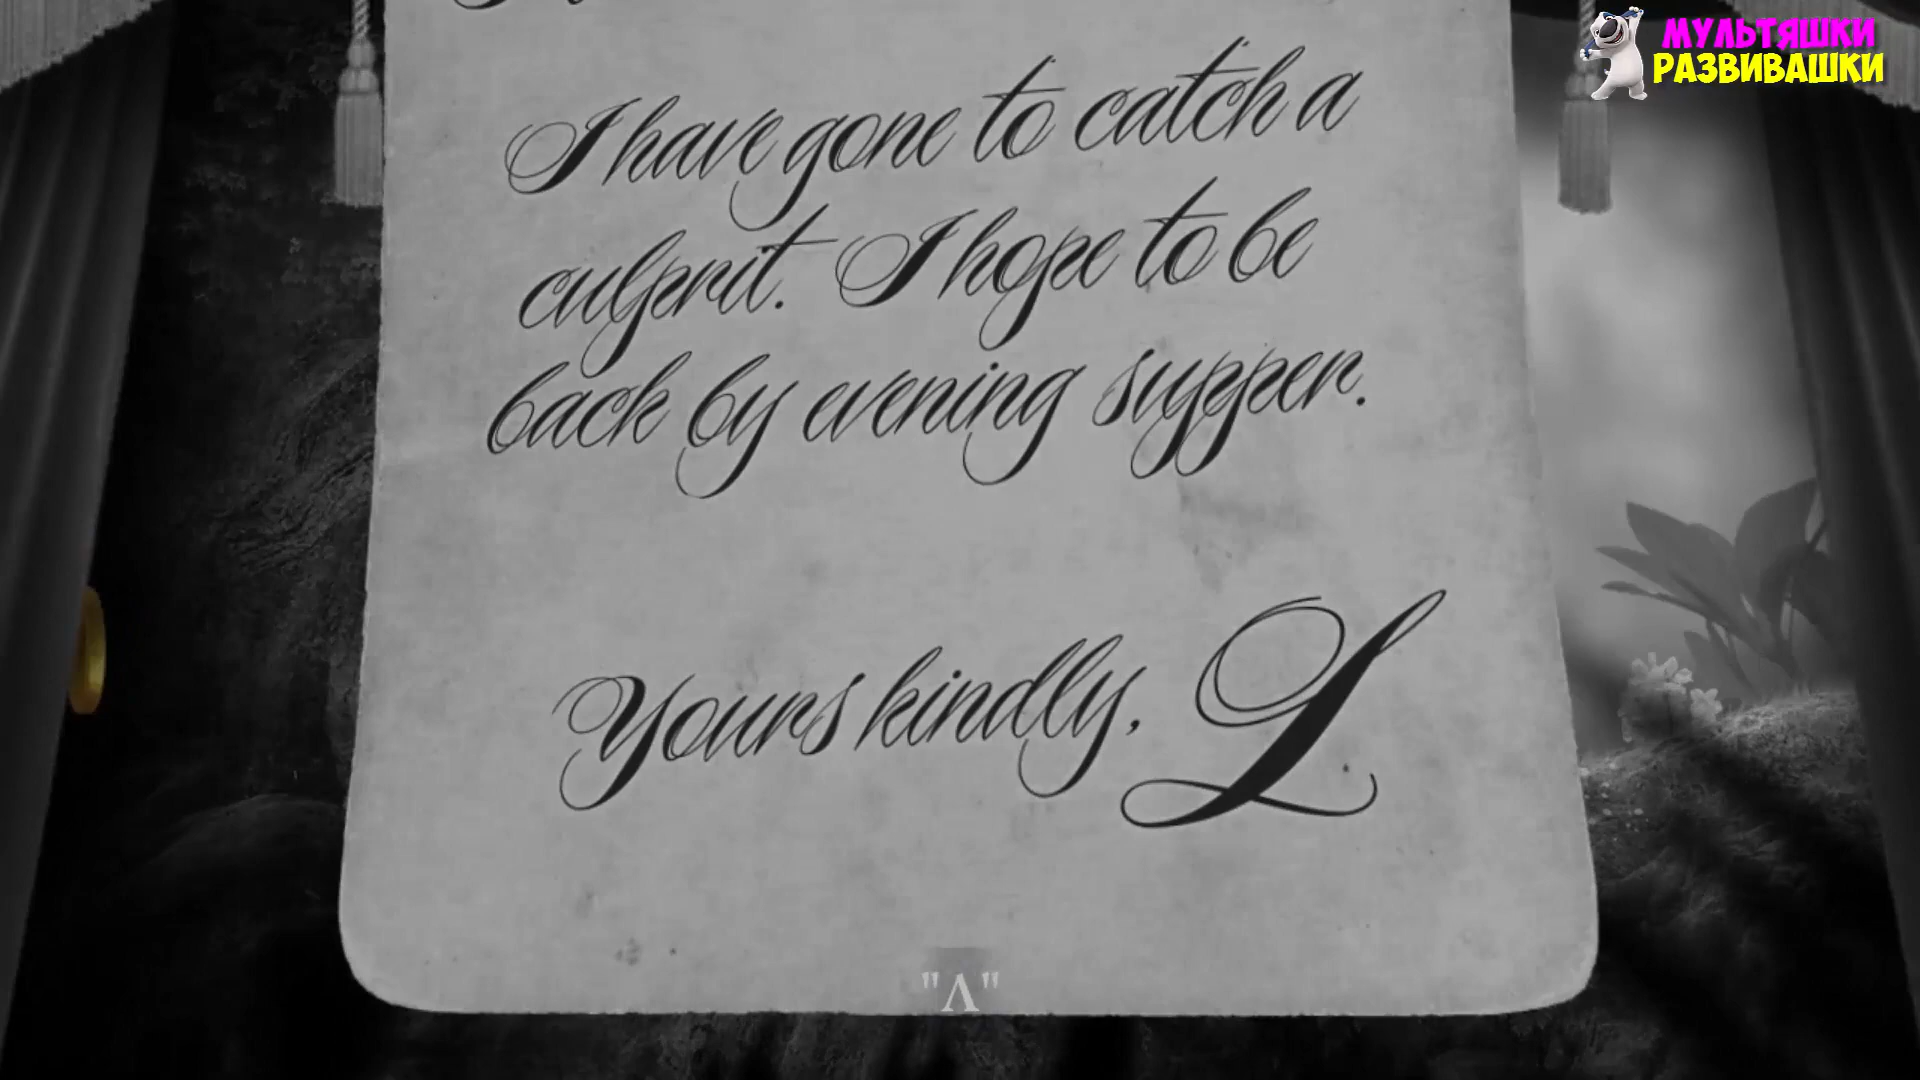 МУЛЬТЯШКИ
РАЗВИВАШКИ
I have gone to catch a
culprit. I hope to be
back by evening supper.
Yours kindly, L
"Л"